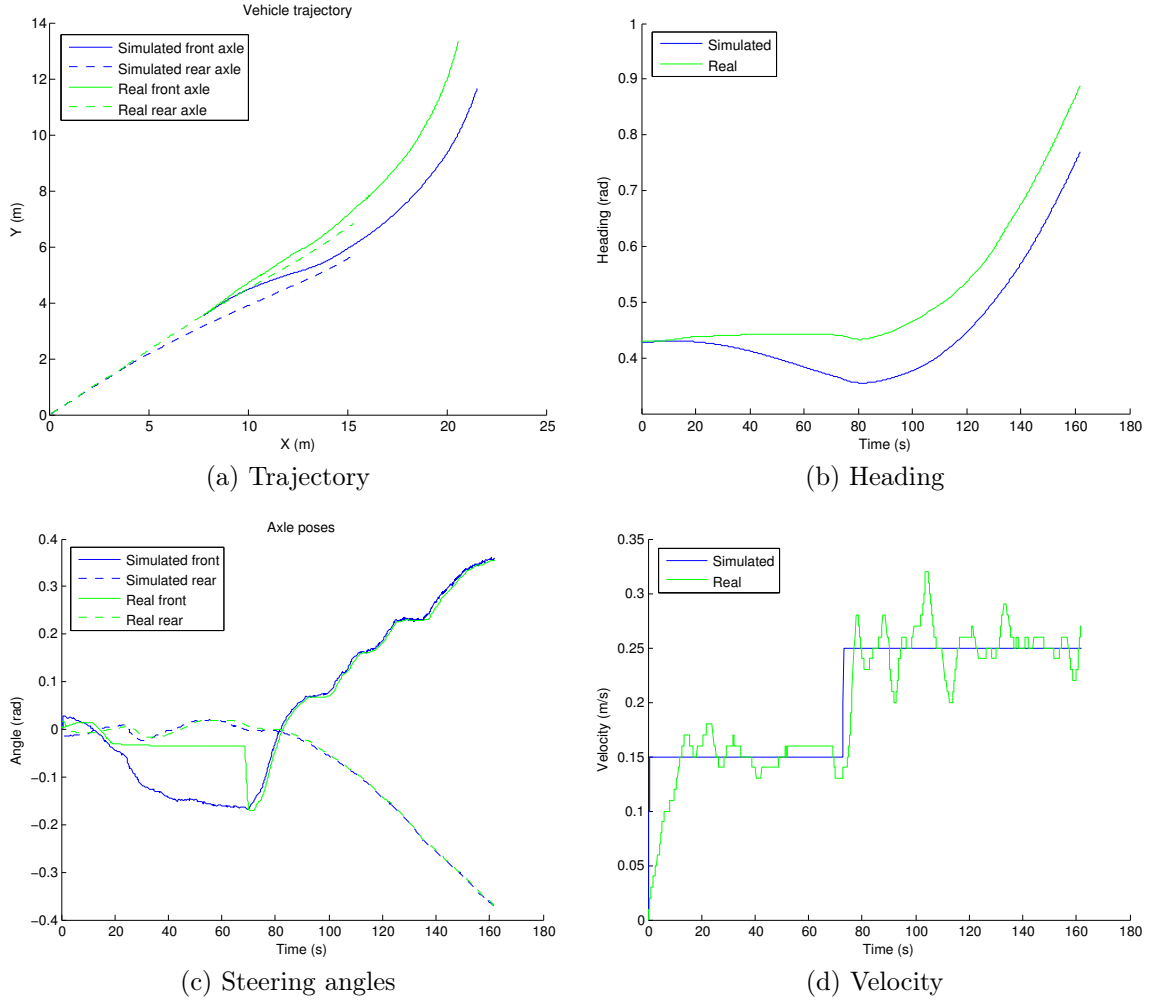 Vehicle trajectory
14
12
10
8
6
4
2
0
Y (m)
Simulated front axle
Simulated rear axle
Real front axle
Real rear axle
0 5 10 15 20 25
X (m)
(a) Trajectory
1
0.9
0.8
0.7
0.6
0.5
0.4
Heading (rad)
Simulated
Real
0 20 40 60 80 100 120 140 160 180
Time (s)
(b) Heading
Axle poses
0.4
0.3
0.2
0.1
0
−0.1
−0.2
−0.3
−0.4
Angle (rad)
Simulated front
Simulated rear
Real front
Real rear
0 20 40 60 80 100 120 140 160 180
Time (s)
(c) Steering angles
0.35
0.3
0.25
0.2
0.15
0.1
0.05
0
Velocity (m/s)
Simulated
Real
0 20 40 60 80 100 120 140 160 180
Time (s)
(d) Velocity